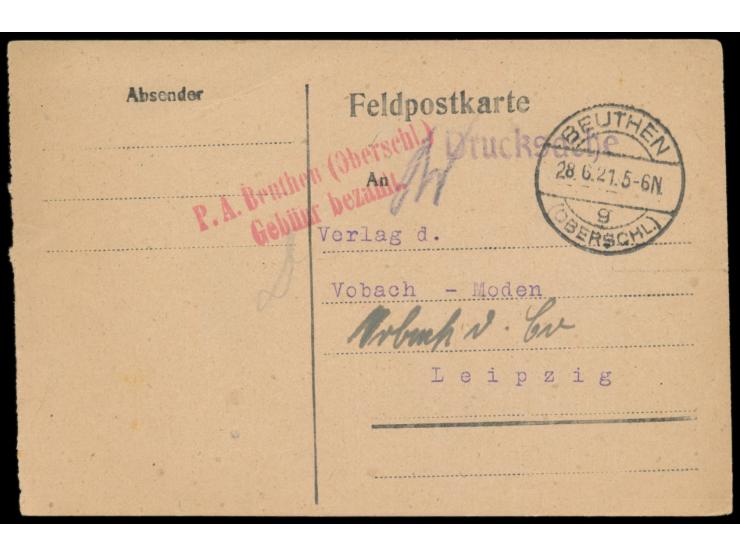 Absender
Feldpostkarte
Drucksache
An
P. A. Beuthen (Oberschl.)
Gebühr bezahlt.
BEUTHEN
28.6.21.5-6N.
g
(OBERSCHL.)
Verlag d.
Vobach - Moden
Leipzig